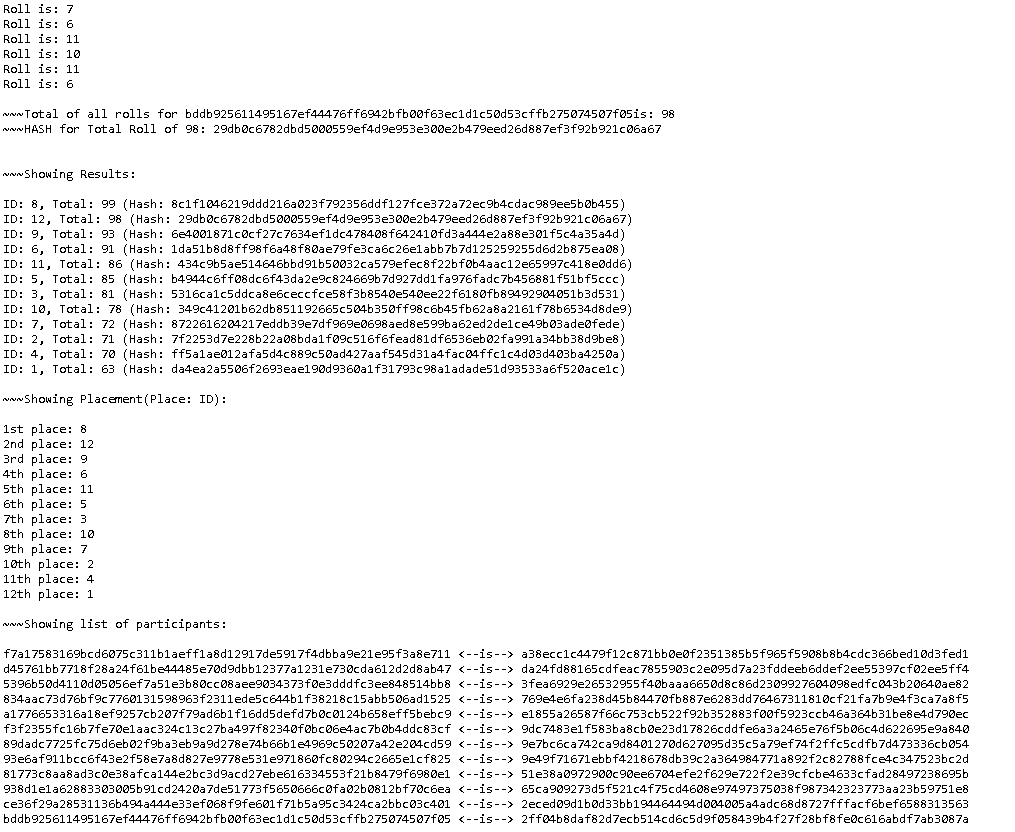 Roll is: 7
Roll is: 6
Roll is: 11
Roll is: 10
Roll is: 11
Roll is: 6
~~~Total of all rolls for bddb925611495167ef44476ff6942bfb00f63ec1d1c50d53cffb275074507f05is: 98
~~~HASH for Total Roll of 98: 29db0c6782dbd5000559ef4d9e953e300e2b479eed26d887ef3f92b921c06a67
~~~Showing Results:
ID: 8, Total: 99 (Hash: 8c1f1046219ddd216a023f792356ddf127fce372a72ec9b4cdac989ee5b0b455)
ID: 12, Total: 98 (Hash: 29db0c6782dbd5000559ef4d9e953e300e2b479eed26d887ef3f92b921c06a67)
ID: 9, Total: 93 (Hash: 6e4001871c0cf27c7634ef1dc478408f642410fd3a444e2a88e301f5c4a35a4d)
ID: 6, Total: 91 (Hash: 1da51b8d8ff98f6a48f80ae79fe3ca6c26e1abb7b7d125259255d6d2b875ea08)
ID: 11, Total: 86 (Hash: 434c9b5ae514646bbd91b50032ca579efec8f22bf0b4aac12e65997c418e0dd6)
ID: 5, Total: 85 (Hash: b4944c6ff08dc6f43da2e9c824669b7d927dd1fa976fadc7b456881f51bf5ccc)
ID: 3, Total: 81 (Hash: 5316ca1c5ddca8e6ceccfce58f3b8540e540ee22f6180fb89492904051b3d531)
ID: 10, Total: 78 (Hash: 349c41201b62db851192665c504b350ff98c6b45fb62a8a2161f78b6534d8de9)
ID: 7, Total: 72 (Hash: 8722616204217eddb39e7df969e0698aed8e599ba62ed2de1ce49b03ade0fede)
ID: 2, Total: 71 (Hash: 7f2253d7e228b22a08bda1f09c516f6fead81df6536eb02fa991a34bb38d9be8)
ID: 4, Total: 70 (Hash: ff5a1ae012afa5d4c889c50ad427aaf545d31a4fac04ffc1c4d03d403ba4250a)
ID: 1, Total: 63 (Hash: da4ea2a5506f2693eae190d9360a1f31793c98a1adade51d93533a6f520ace1c)
~~~Showing Placement(Place: ID):
1st place: 8
2nd place: 12
3rd place: 9
4th place: 6
5th place: 11
6th place: 5
7th place: 3
8th place: 10
9th place: 7
10th place: 2
11th place: 4
12th place: 1
~~~Showing list of participants:
f7a17583169bcd6075c311b1aeff1a8d12917de5917f4dbba9e21e95f3a8e711 <--is--> a38ecc1c4479f12c871bb0e0f2351385b5f965f5908b8b4cdc366bed10d3fed1
d45761bb7718f28a24f61be44485e70d9dbb12377a1231e730cda612d2d8ab47 <--is--> da24fd88165cdfeac7855903c2e095d7a23fddeeb6ddef2ee55397cf02ee5ff4
5396b50d4110d05056ef7a51e3b80cc08aee9034373f0e3dddfc3ee848514bb8 <--is--> 3fea6929e26532955f40baaa6650d8c86d2309927604098edfc043b20640ae82
834aac73d76bf9c7760131598963f2311ede5c644b1f38218c15abb506ad1525 <--is--> 769e4e6fa238d45b84470fb887e6283dd76467311810cf21fa7b9e4f3ca7a8f5
a1776653316a18ef9257cb207f79ad6b1f16dd5defd7b0c0124b658eff5bebc9 <--is--> e1855a26587f66c753cb522f92b352883f00f5923ccb46a364b31be8e4d790ec
f3f2355fc16b7fe70e1aac324c13c27ba497f82340f0bc06e4ac7b0b4ddc83cf <--is--> 9dc7483e1f583ba8cb0e23d17826cddfe6a3a2465e76f5b06c4d622695e9a840
89dadc7725fc75d6eb02f9ba3eb9a9d278e74b66b1e4969c50207a42e204cd59 <--is--> 9e7bc6ca742ca9d8401270d627095d35c5a79ef74f2ffc5cdfb7d473336cb054
93e6af911bcc6f43e2f58e7a8d827e9778e531e971860fc80294c2665e1cf825 <--is--> 9e49f71671ebbf4218678db39c2a364984771a892f2c82788fce4c347523bc2d
81773c8aa8ad3c0e38afca144e2bc3d9acd27ebe616334553f21b8479f6980e1 <--is--> 51e38a0972900c90ee6704efe2f629e722f2e39cfcbe4633cfad28497238695b
938d1e1a62883303005b91cd2420a7de51773f5650666c0fa02b0812bf70c6ea <--is--> 65ca909273d5f521c4f75cd4608e97497375038f987342323773aa23b59751e8
ce36f29a28531136b494a444e33ef068f9fe601f71b5a95c3424ca2bbc03c401 <--is--> 2eced09d1b0d33bb194464494d004005a4adc68d8727fffacf6bef6588313563
bddb925611495167ef44476ff6942bfb00f63ec1d1c50d53cffb275074507f05 <--is--> 2ff04b8daf82d7ecb514cd6c5d9f058439b4f27f28bf8fe0c616abdf7ab3087a